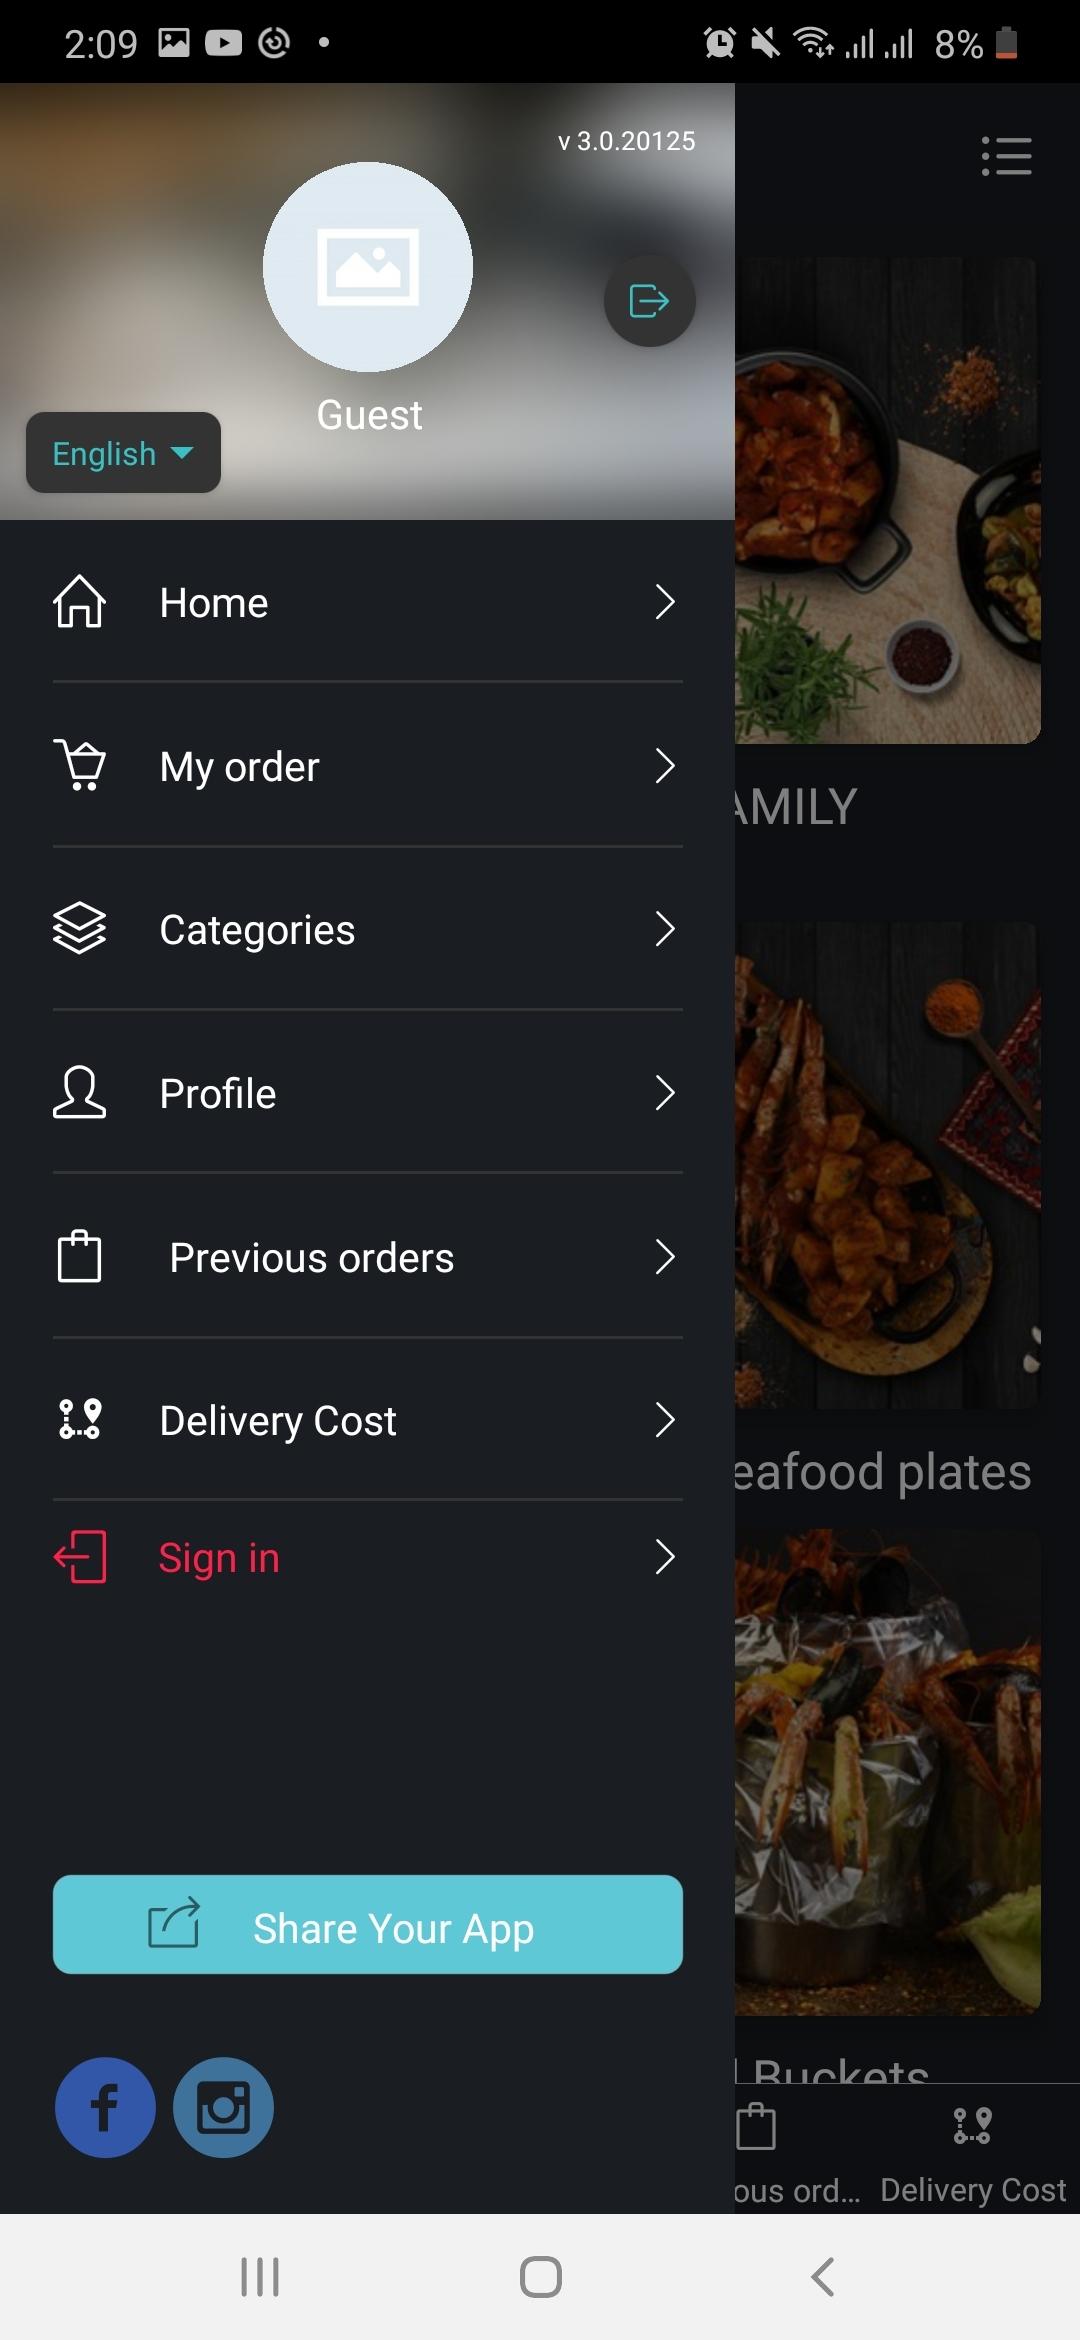 2:09
8%
v 3.0.20125
Guest
English
Home
My order
AMILY
Categories
Profile
Previous orders
Delivery Cost
eafood plates
Sign in
Share Your App
Buckets
ous ord...
Delivery Cost